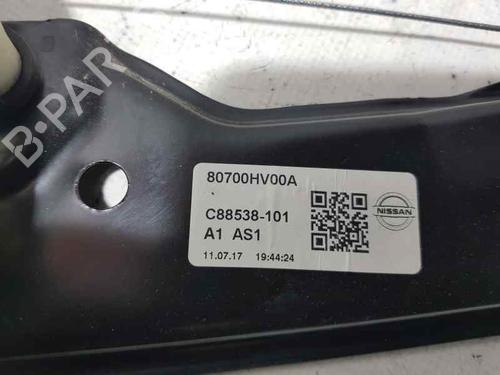 B-PAR
80700HV00A
C88538-101
A1 AS1
NISSAN
11.07.17 19:44:24